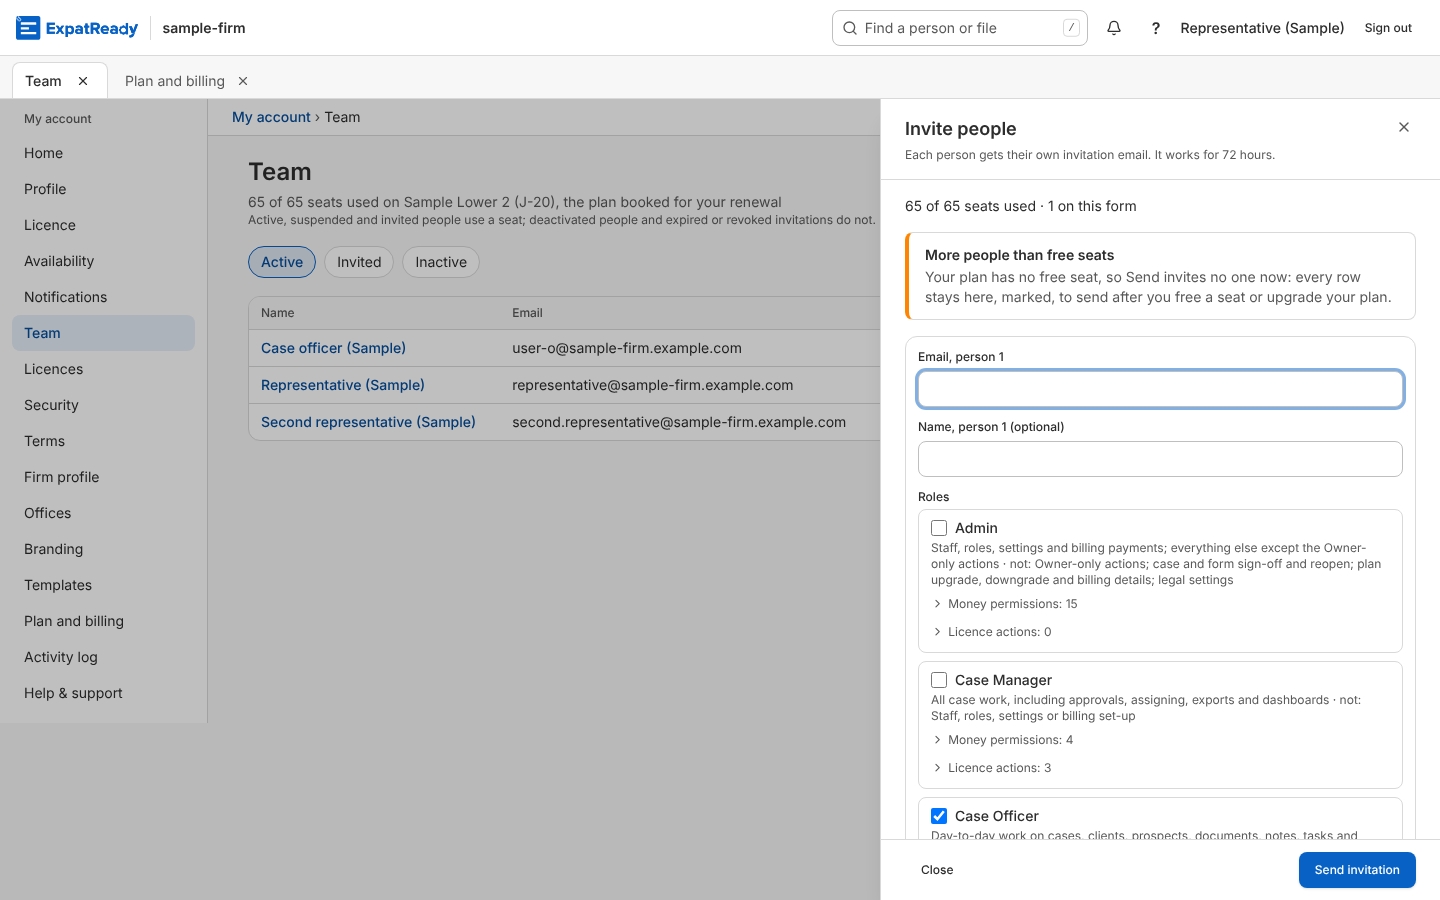 ExpatReady
sample-firm
Find a person or file
/
?
Representative (Sample)
Sign out
Team
Plan and billing
My account
Home
Profile
Licence
Availability
Notifications
Team
Licences
Security
Terms
Firm profile
Offices
Branding
Templates
Plan and billing
Activity log
Help & support
My account › Team
Team
65 of 65 seats used on Sample Lower 2 (J-20), the plan booked for your renewal
Active, suspended and invited people use a seat; deactivated people and expired or revoked invitations do not.
Active
Invited
Inactive
Name Email
Case officer (Sample) user-o@sample-firm.example.com
Representative (Sample) representative@sample-firm.example.com
Second representative (Sample) second.representative@sample-firm.example.com
Invite people
Each person gets their own invitation email. It works for 72 hours.
65 of 65 seats used · 1 on this form
More people than free seats
Your plan has no free seat, so Send invites no one now: every row
stays here, marked, to send after you free a seat or upgrade your plan.
Email, person 1
Name, person 1 (optional)
Roles
Admin
Staff, roles, settings and billing payments; everything else except the Owner-
only actions · not: Owner-only actions; case and form sign-off and reopen; plan
upgrade, downgrade and billing details; legal settings
Money permissions: 15
Licence actions: 0
Case Manager
All case work, including approvals, assigning, exports and dashboards · not:
Staff, roles, settings or billing set-up
Money permissions: 4
Licence actions: 3
Case Officer
Day-to-day work on cases, clients, prospects, documents, notes, tasks and
Close
Send invitation